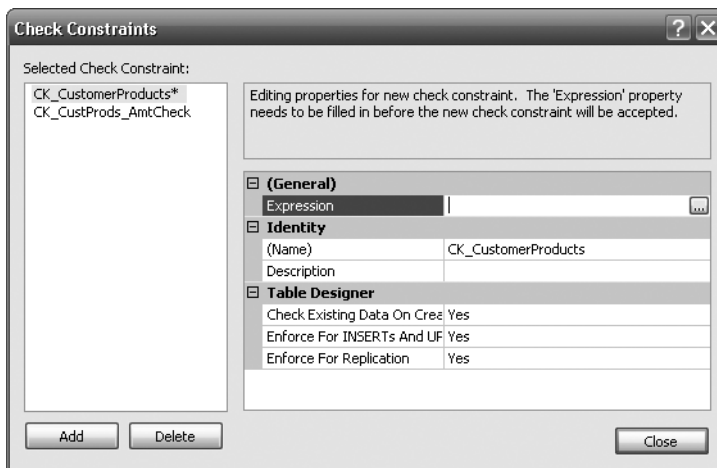 Check Constraints
Selected Check Constraint:
CK_CustomerProducts*
CK_CustProds_AmtCheck
Editing properties for new check constraint. The 'Expression' property
needs to be filled in before the new check constraint will be accepted.
(General)
Expression
Identity
(Name) CK_CustomerProducts
Description
Table Designer
Check Existing Data On Crea Yes
Enforce For INSERTs And UF Yes
Enforce For Replication Yes
Add Delete
Close